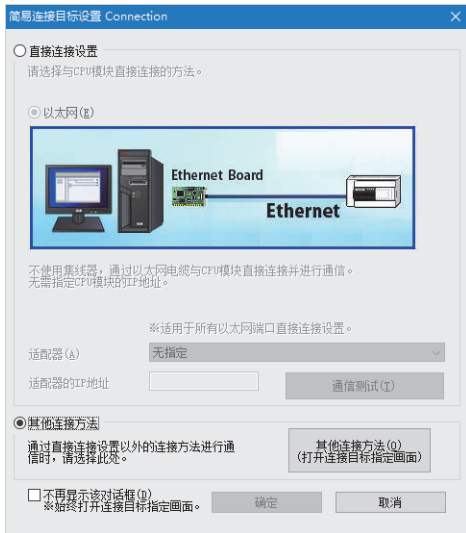 简易连接目标设置 Connection
直接连接设置
请选择与CPU模块直接连接的方法。
以太网(E)
Ethernet Board
Ethernet
不使用集线器，通过以太网电缆与CPU模块直接连接并进行通信。
无需指定CPU模块的IP地址。
※适用于所有以太网端口直接连接设置。
适配器(A)
无指定
适配器的IP地址
通信测试(T)
其他连接方法
通过直接连接设置以外的连接方法进行通
信时，请选择此处。
其他连接方法(O)
(打开连接目标指定画面)
不再显示该对话框(D)
※始终打开连接目标指定画面。
确定
取消